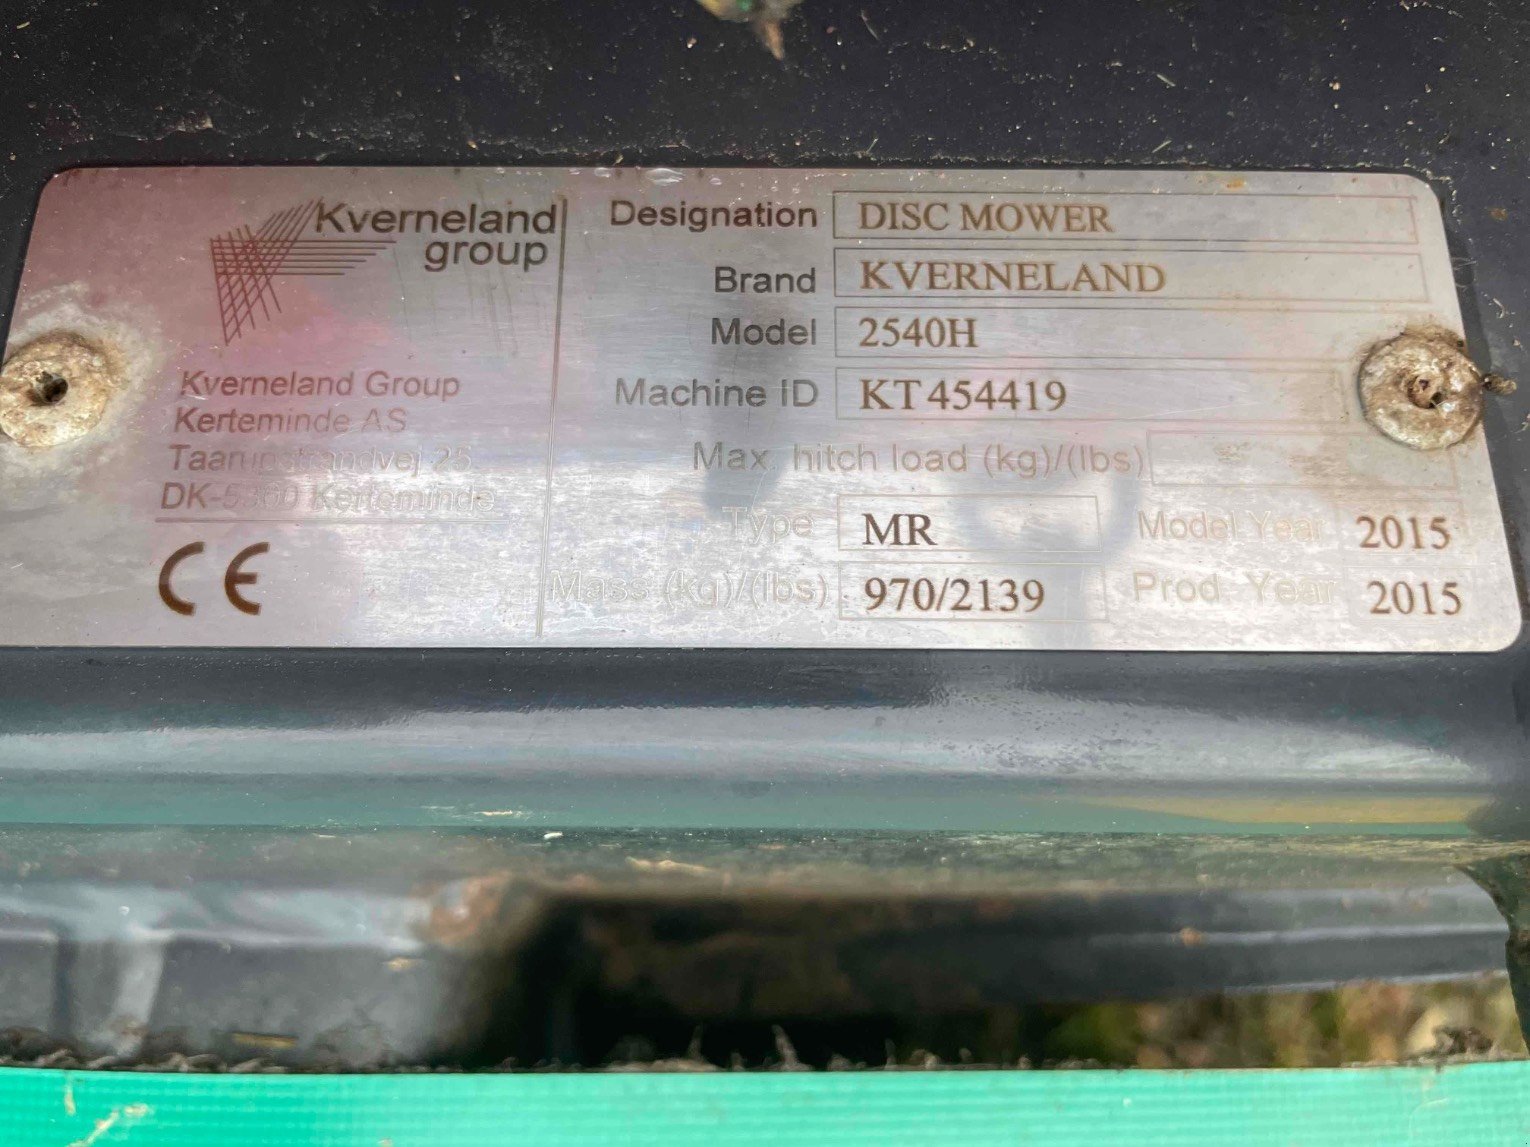 Kverneland
group
Kverneland Group
Kerteminde AS
Taarupstrandvej 25
DK-5300 Kerteminde
CE
Designation DISC MOWER
Brand KVERNELAND
Model 2540H
Machine ID KT454419
Max. hitch load (kg)/(lbs)
Type MR Model Year 2015
Mass (kg)/(lbs) 970/2139 Prod. Year 2015